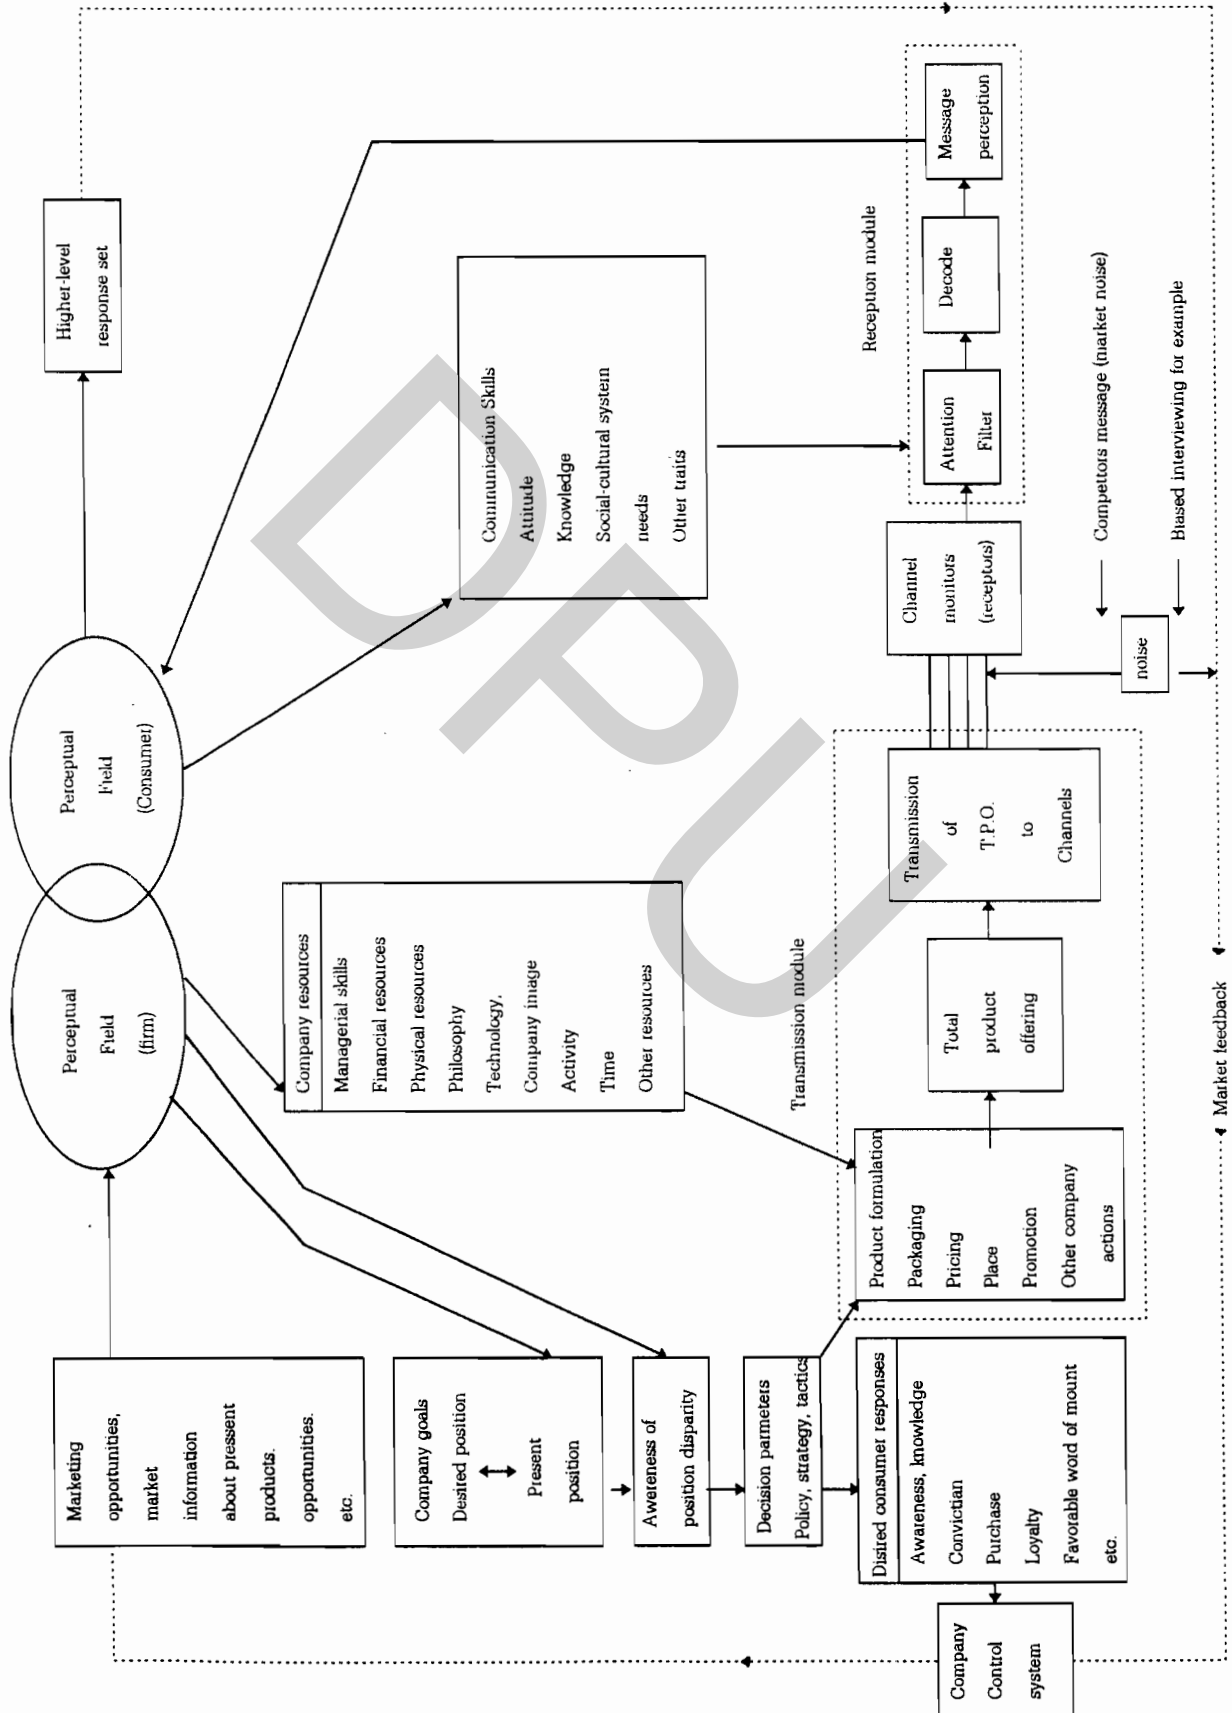 Marketing
opportunities,
market
information
about pressent
products.
opportunities.
etc.
Perceptual
Field
(firm)
Perceptual
Field
(Consumer)
Higher-level
response set
Company goals
Desired position
Present
position
Awereness of
position disparity
Decision parmeters
Policy, strategy, tactics
Disired consumer responses
Awareness, knowledge
Convictian
Purchase
Loyalty
Favorable word of mount
etc.
Company
Control
system
Company resources
Managerial skills
Financial resources
Physical resources
Philosophy
Technology,
Company image
Activity
Time
Other resources
Communication Skills
Attitude
Knowledge
Social-cultural system
needs
Other traits
Transmission module
Product formulation
Packaging
Pricing
Place
Promotion
Other company
actions
Total
product
offering
Transmission
of
T.P.O.
to
Channels
Channel
monitors
(receptors)
Reception module
Attention
Filter
Decode
Message
perception
noise
Competitors message (market noise)
Biased interviewing for example
Market feedback
DPU